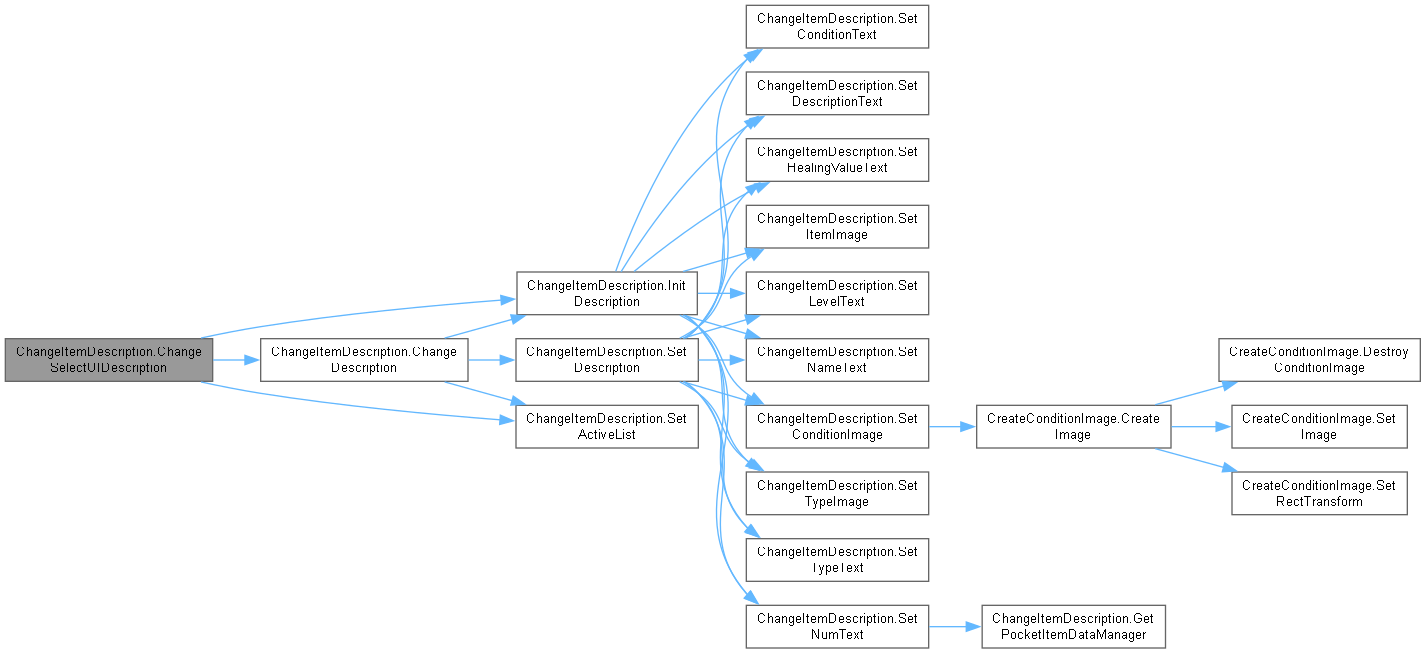 ChangeItemDescription.Change
SelectUIDescription
ChangeItemDescription.Change
Description
ChangeItemDescription.Init
Description
ChangeItemDescription.Set
Description
ChangeItemDescription.Set
ActiveList
ChangeItemDescription.Set
ConditionText
ChangeItemDescription.Set
DescriptionText
ChangeItemDescription.Set
HealingValueText
ChangeItemDescription.Set
ItemImage
ChangeItemDescription.Set
LevelText
ChangeItemDescription.Set
NameText
ChangeItemDescription.Set
ConditionImage
ChangeItemDescription.Set
TypeImage
ChangeItemDescription.Set
TypeText
ChangeItemDescription.Set
NumText
CreateConditionImage.Create
Image
ChangeItemDescription.Get
PocketItemDataManager
CreateConditionImage.Destroy
ConditionImage
CreateConditionImage.Set
Image
CreateConditionImage.Set
RectTransform